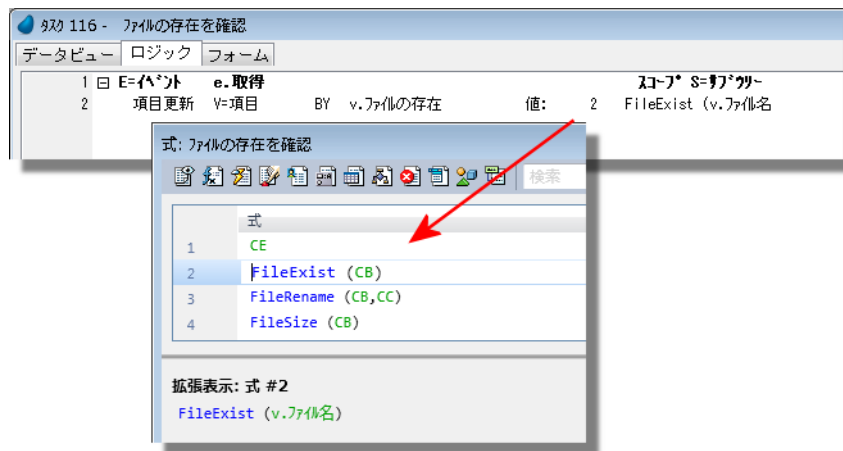 ﾀｽｸ 116 - ﾌｧｲﾙの存在を確認
データビュー ロジック フォーム
1 E=ｲﾍﾞﾝﾄ e.取得 ｽｺｰﾌﾟ S=ｻﾌﾞﾂﾘｰ
2 項目更新 V=項目 BY v.ﾌｧｲﾙの存在 値: 2 FileExist (v.ﾌｧｲﾙ名
式: ﾌｧｲﾙの存在を確認
検索
式
1 CE
2 FileExist (CB)
3 FileRename (CB,CC)
4 FileSize (CB)
拡張表示: 式 #2
FileExist (v.ﾌｧｲﾙ名)